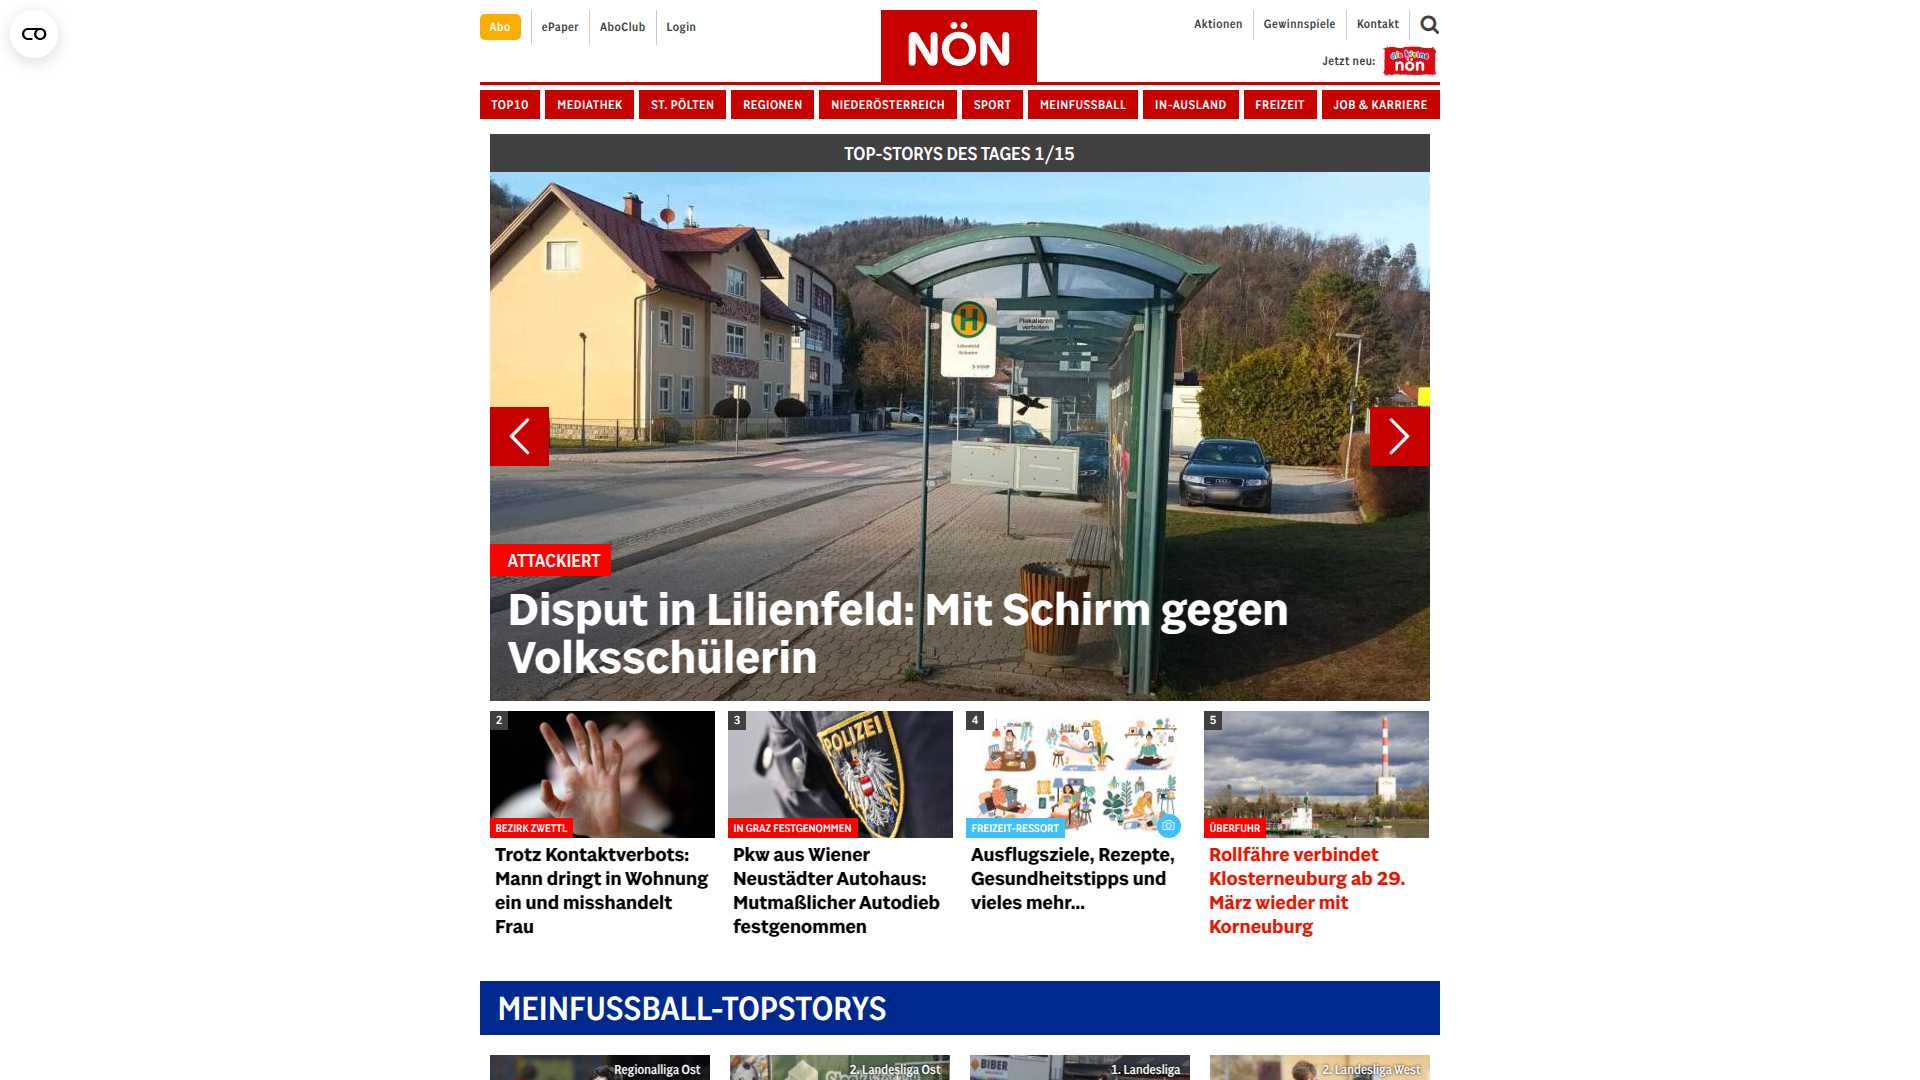 Abo
ePaper
AboClub
Login
NÖN
Aktionen
Gewinnspiele
Kontakt
Jetzt neu:
die kleine
nön
TOP10
MEDIATHEK
ST. PÖLTEN
REGIONEN
NIEDERÖSTERREICH
SPORT
MEINFUSSBALL
IN-AUSLAND
FREIZEIT
JOB & KARRIERE
TOP-STORYS DES TAGES 1/15
H
Plakatieren
verboten
Lilienfeld
ATTACKIERT
Disput in Lilienfeld: Mit Schirm gegen
Volksschülerin
2
POLIZEI
3
4
5
BEZIRK ZWETTL
IN GRAZ FESTGENOMMEN
FREIZEIT-RESSORT
ÜBERFUHR
Trotz Kontaktverbots:
Mann dringt in Wohnung
ein und misshandelt
Frau
Pkw aus Wiener
Neustädter Autohaus:
Mutmaßlicher Autodieb
festgenommen
Ausflugsziele, Rezepte,
Gesundheitstipps und
vieles mehr...
Rollfähre verbindet
Klosterneuburg ab 29.
März wieder mit
Korneuburg
MEINFUSSBALL-TOPSTORYS
Regionalliga Ost
2. Landesliga Ost
BIBER
1. Landesliga
2. Landesliga West